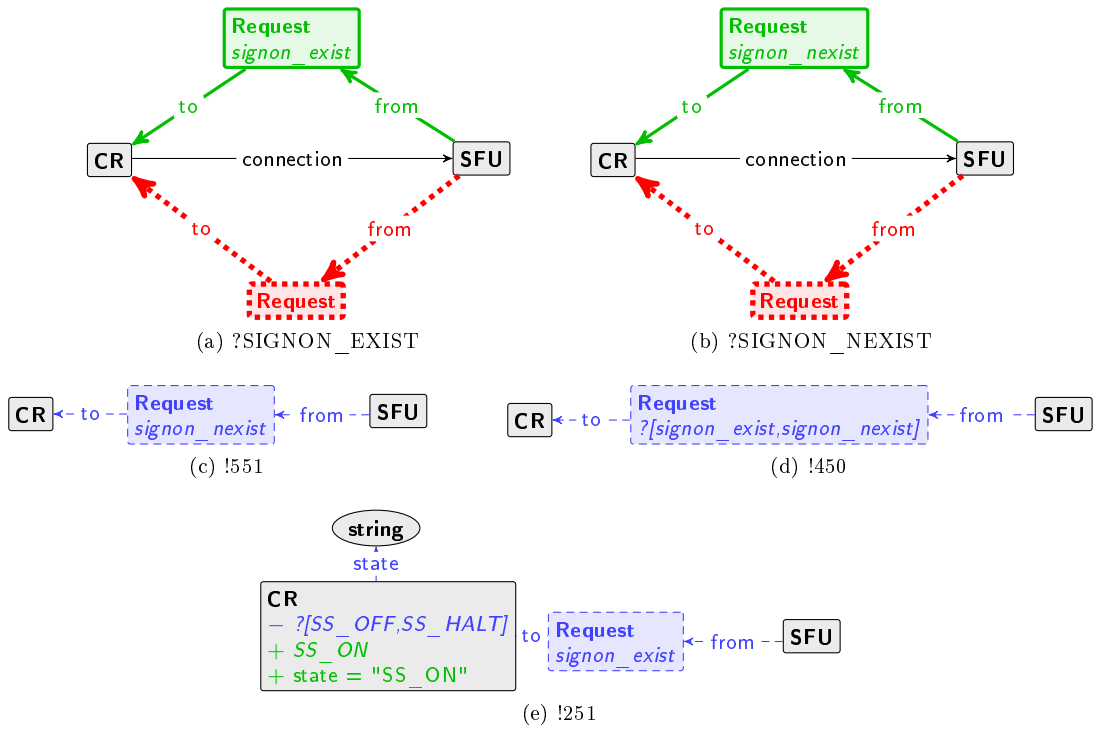 Request
signon_exist
to
from
CR
connection
SFU
to
from
Request
(a) ?SIGNON_EXIST
Request
signon_nexist
to
from
CR
connection
SFU
to
from
Request
(b) ?SIGNON_NEXIST
CR
to
Request
signon_nexist
from
SFU
(c) !551
CR
to
Request
?[signon_exist,signon_nexist]
from
SFU
(d) !450
string
state
CR
− ?[SS_OFF,SS_HALT]
+ SS_ON
+ state = "SS_ON"
to
Request
signon_exist
from
SFU
(e) !251